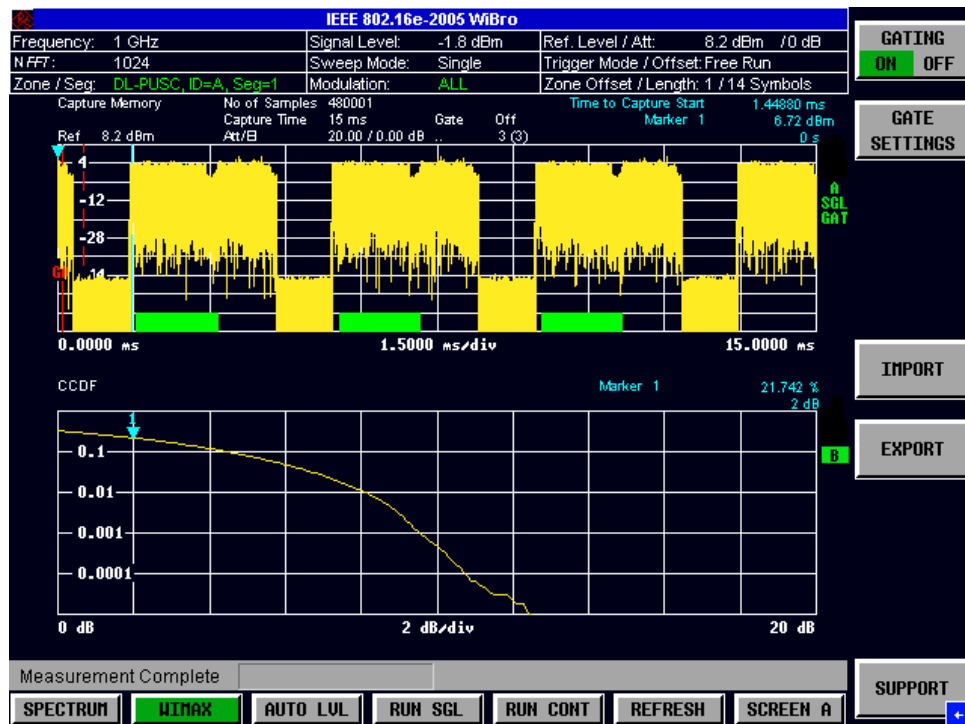 IEEE 802.16e-2005 WiBro
Frequency: 1 GHz Signal Level: -1.8 dBm Ref. Level / Att: 8.2 dBm /0 dB
N FFT: 1024 Sweep Mode: Single Trigger Mode / Offset: Free Run
Zone / Seg: DL-PUSC, ID=A, Seg=1 Modulation: ALL Zone Offset / Length: 1 / 14 Symbols
Capture Memory No of Samples 480001 Time to Capture Start 1.44880 ms
Capture Time 15 ms Gate Off Marker 1 6.72 dBm
Ref 8.2 dBm Att/El 20.00 / 0.00 dB .. 3 (3) 0 s
4
-12
A
SGL
GAT
-28
0.0000 ms 1.5000 ms/div 15.0000 ms
CCDF Marker 1 21.742 %
2 dB
1
0.1
B
0.01
0.001
0.0001
0 dB 2 dB/div 20 dB
Measurement Complete
SPECTRUM WIMAX AUTO LVL RUN SGL RUN CONT REFRESH SCREEN A
GATING
ON OFF
GATE
SETTINGS
IMPORT
EXPORT
SUPPORT